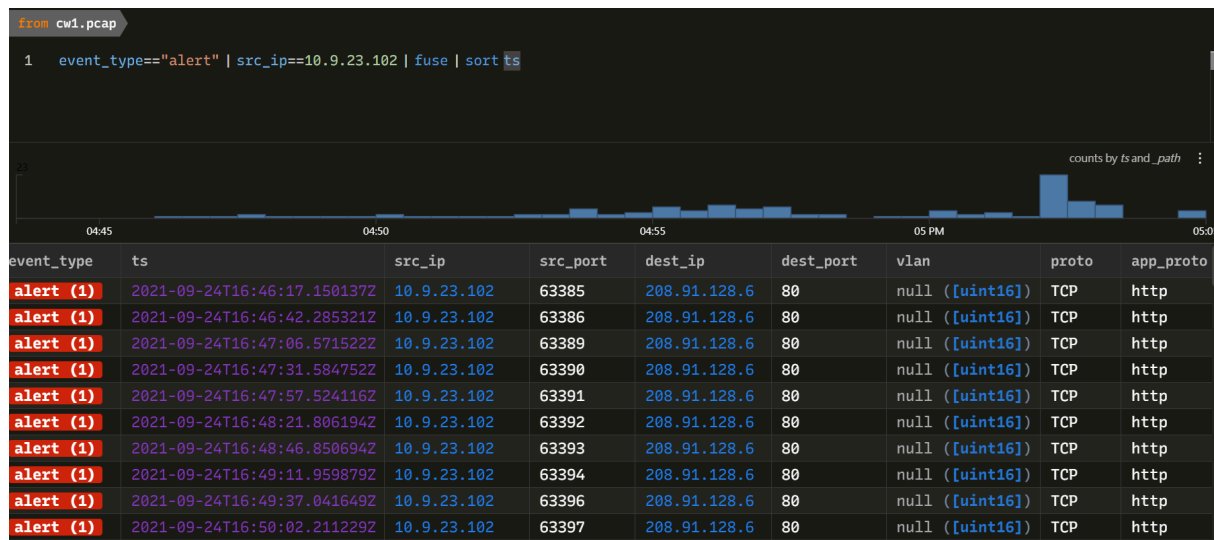 from cw1.pcap
1 event_type=="alert" | src_ip==10.9.23.102 | fuse | sort ts
counts by ts and _path
23
04:45 04:50 04:55 05 PM 05:0
event_type ts src_ip src_port dest_ip dest_port vlan proto app_proto
alert (1) 2021-09-24T16:46:17.150137Z 10.9.23.102 63385 208.91.128.6 80 null ([uint16]) TCP http
alert (1) 2021-09-24T16:46:42.285321Z 10.9.23.102 63386 208.91.128.6 80 null ([uint16]) TCP http
alert (1) 2021-09-24T16:47:06.571522Z 10.9.23.102 63389 208.91.128.6 80 null ([uint16]) TCP http
alert (1) 2021-09-24T16:47:31.584752Z 10.9.23.102 63390 208.91.128.6 80 null ([uint16]) TCP http
alert (1) 2021-09-24T16:47:57.524116Z 10.9.23.102 63391 208.91.128.6 80 null ([uint16]) TCP http
alert (1) 2021-09-24T16:48:21.806194Z 10.9.23.102 63392 208.91.128.6 80 null ([uint16]) TCP http
alert (1) 2021-09-24T16:48:46.850694Z 10.9.23.102 63393 208.91.128.6 80 null ([uint16]) TCP http
alert (1) 2021-09-24T16:49:11.959879Z 10.9.23.102 63394 208.91.128.6 80 null ([uint16]) TCP http
alert (1) 2021-09-24T16:49:37.041649Z 10.9.23.102 63396 208.91.128.6 80 null ([uint16]) TCP http
alert (1) 2021-09-24T16:50:02.211229Z 10.9.23.102 63397 208.91.128.6 80 null ([uint16]) TCP http